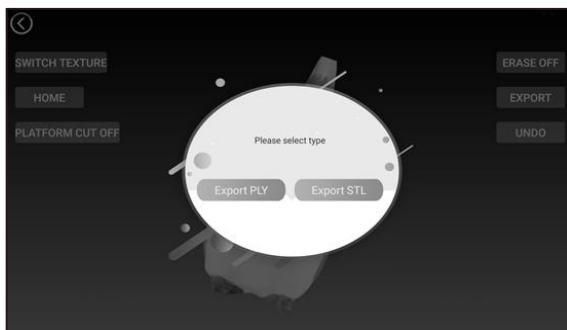 SWITCH TEXTURE
HOME
PLATFORM CUT OFF
Please select type
Export PLY
Export STL
ERASE OFF
EXPORT
UNDO